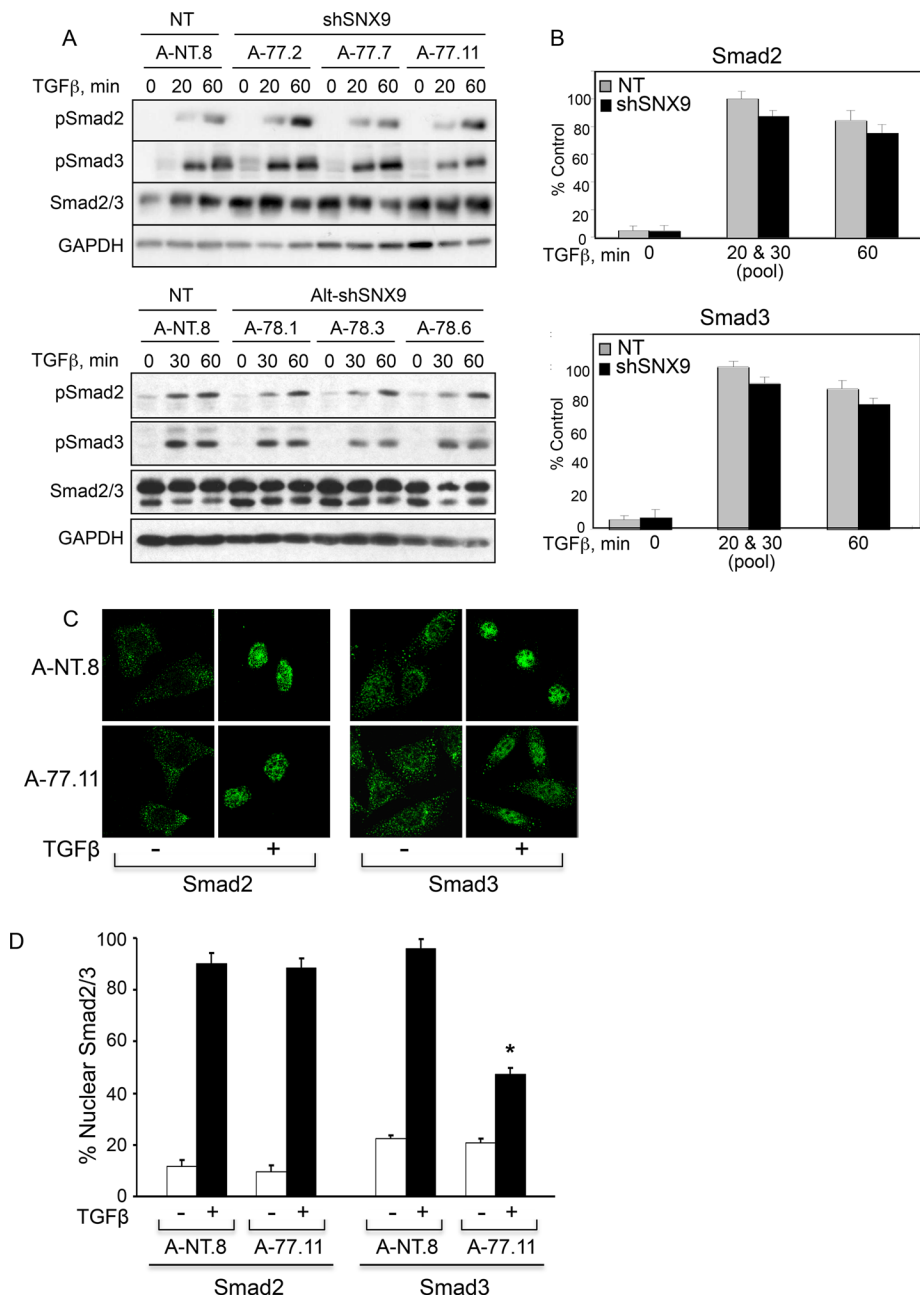 A
NT shSNX9
A-NT.8 A-77.2 A-77.7 A-77.11
TGFβ, min 0 20 60 0 20 60 0 20 60 0 20 60
pSmad2
pSmad3
Smad2/3
GAPDH
NT Alt-shSNX9
A-NT.8 A-78.1 A-78.3 A-78.6
TGFβ, min 0 30 60 0 30 60 0 30 60 0 30 60
pSmad2
pSmad3
Smad2/3
GAPDH
B
Smad2
NT
shSNX9
% Control
100
80
60
40
20
0
TGFβ, min 0 20 & 30 60
(pool)
Smad3
NT
shSNX9
% Control
100
80
60
40
20
0
TGFβ, min 0 20 & 30 60
(pool)
C
A-NT.8
A-77.11
TGFβ - + - +
Smad2 Smad3
D
% Nuclear Smad2/3
100
80
60
40
20
0
*
TGFβ - + - + - + - +
A-NT.8 A-77.11 A-NT.8 A-77.11
Smad2 Smad3